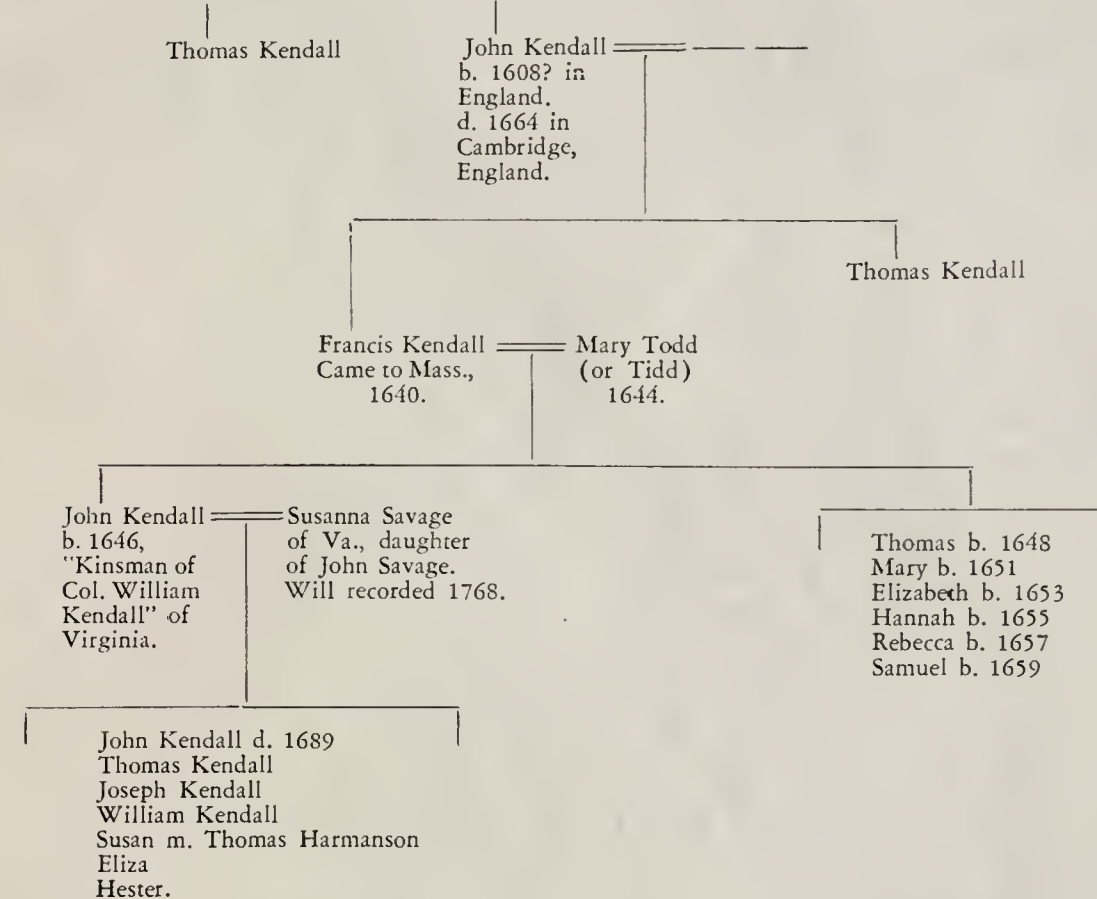 Thomas Kendall
John Kendall
b. 1608? in
England.
d. 1664 in
Cambridge,
England.
Thomas Kendall
Francis Kendall
Came to Mass.,
1640.
Mary Todd
(or Tidd)
1644.
John Kendall
b. 1646,
"Kinsman of
Col. William
Kendall" of
Virginia.
Susanna Savage
of Va., daughter
of John Savage.
Will recorded 1768.
Thomas b. 1648
Mary b. 1651
Elizabeth b. 1653
Hannah b. 1655
Rebecca b. 1657
Samuel b. 1659
John Kendall d. 1689
Thomas Kendall
Joseph Kendall
William Kendall
Susan m. Thomas Harmanson
Eliza
Hester.